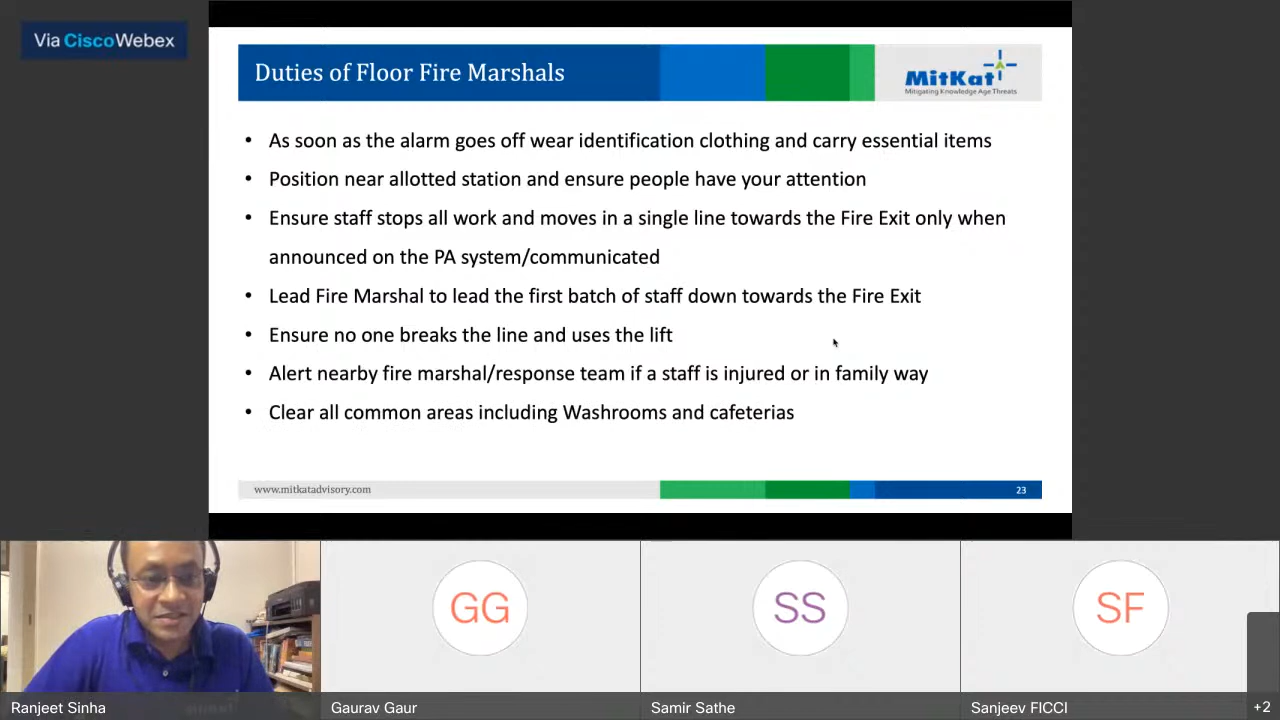 Via CiscoWebex
Duties of Floor Fire Marshals
MitKat
Mitigating Knowledge Age Threats
• As soon as the alarm goes off wear identification clothing and carry essential items
• Position near allotted station and ensure people have your attention
• Ensure staff stops all work and moves in a single line towards the Fire Exit only when
announced on the PA system/communicated
• Lead Fire Marshal to lead the first batch of staff down towards the Fire Exit
• Ensure no one breaks the line and uses the lift
• Alert nearby fire marshal/response team if a staff is injured or in family way
• Clear all common areas including Washrooms and cafeterias
www.mitkatadvisory.com
23
GG
SS
SF
Ranjeet Sinha
Gaurav Gaur
Samir Sathe
Sanjeev FICCI
+2